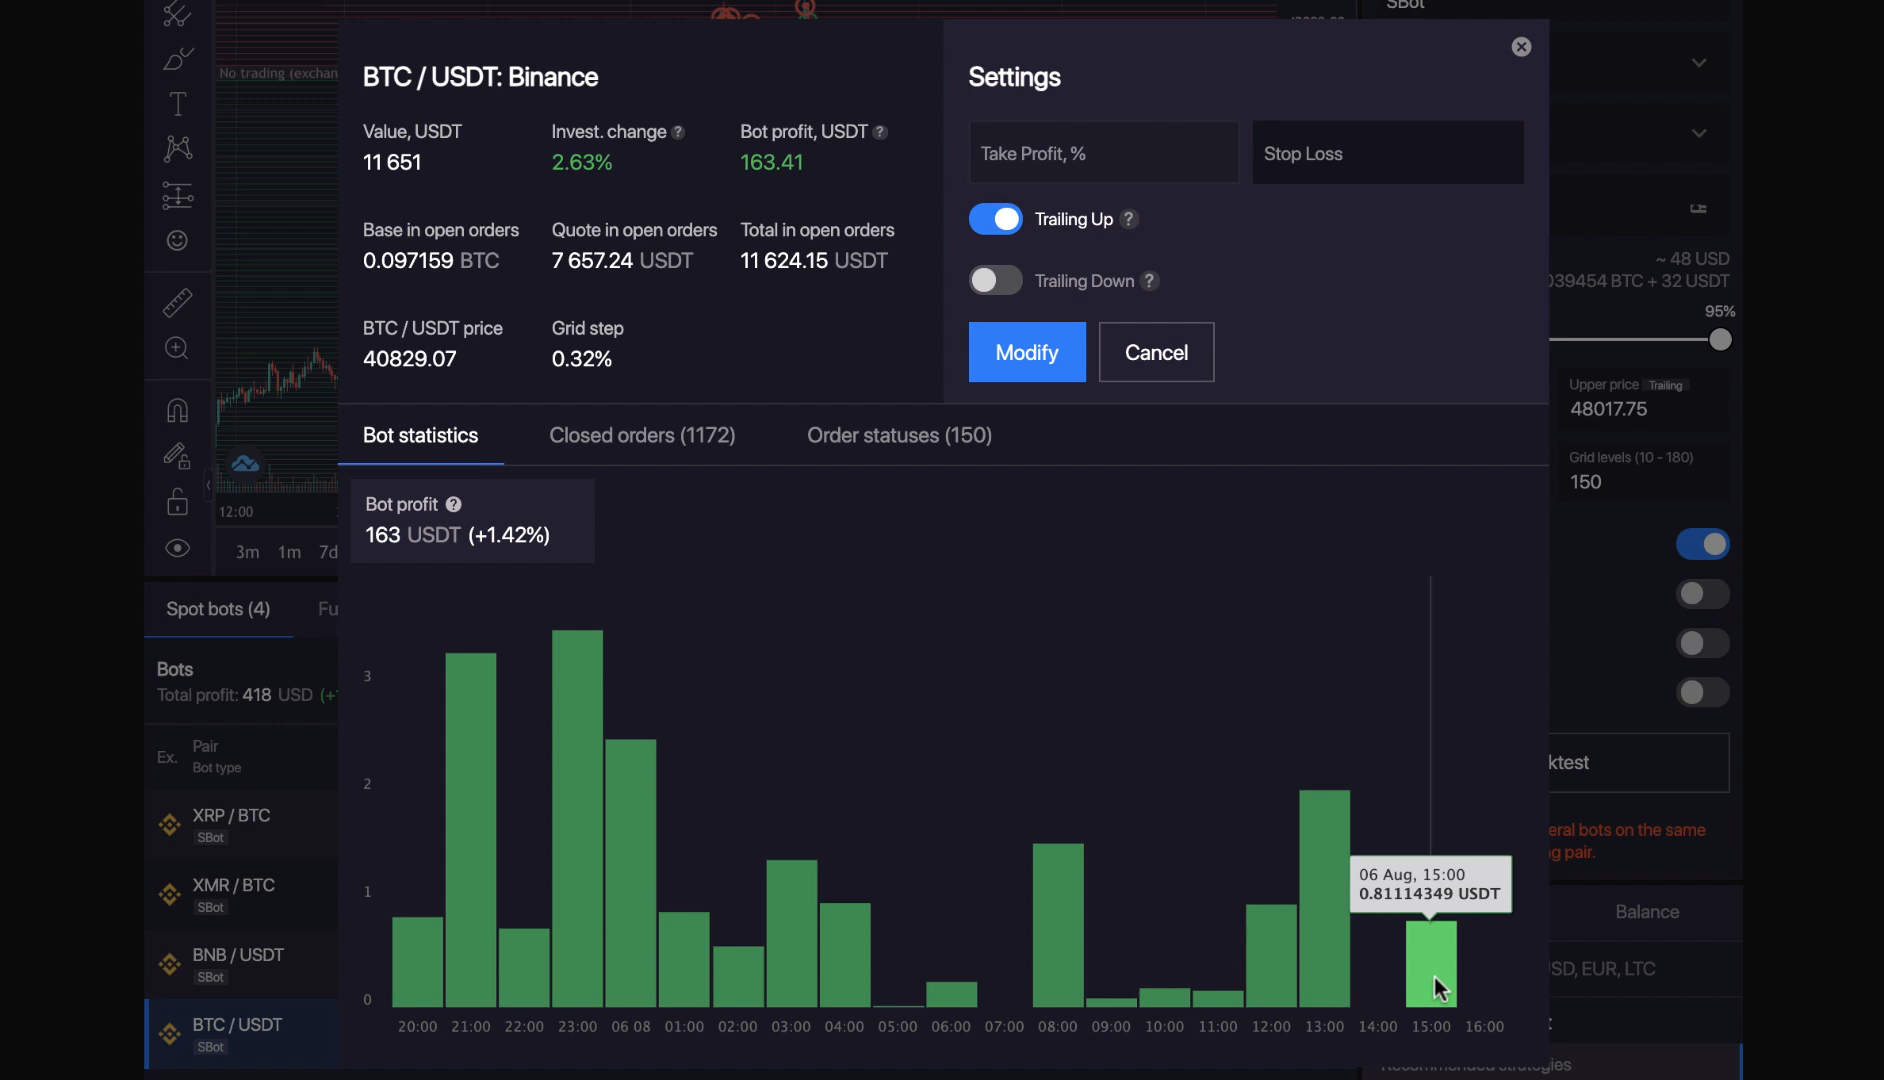 SBot
No trading (exchan
BTC / USDT: Binance
Settings
Value, USDT
11 651
Invest. change ?
2.63%
Bot profit, USDT ?
163.41
Take Profit, %
Stop Loss
Trailing Up ?
Base in open orders
0.097159 BTC
Quote in open orders
7 657.24 USDT
Total in open orders
11 624.15 USDT
Trailing Down ?
~ 48 USD
039454 BTC + 32 USDT
95%
BTC / USDT price
40829.07
Grid step
0.32%
Modify
Cancel
Upper price Trailing
48017.75
Bot statistics
Closed orders (1172)
Order statuses (150)
Grid levels (10 - 180)
150
12:00
3m 1m 7d
Bot profit ?
163 USDT (+1.42%)
Spot bots (4)
Fu
Bots
Total profit: 418 USD (+
Ex.
Pair
Bot type
XRP / BTC
SBot
XMR / BTC
SBot
BNB / USDT
SBot
BTC / USDT
SBot
3
2
1
0
06 Aug, 15:00
0.81114349 USDT
20:00 21:00 22:00 23:00 06 08 01:00 02:00 03:00 04:00 05:00 06:00 07:00 08:00 09:00 10:00 11:00 12:00 13:00 14:00 15:00 16:00
ktest
eral bots on the same
g pair.
Balance
SD, EUR, LTC
Recommended strategies